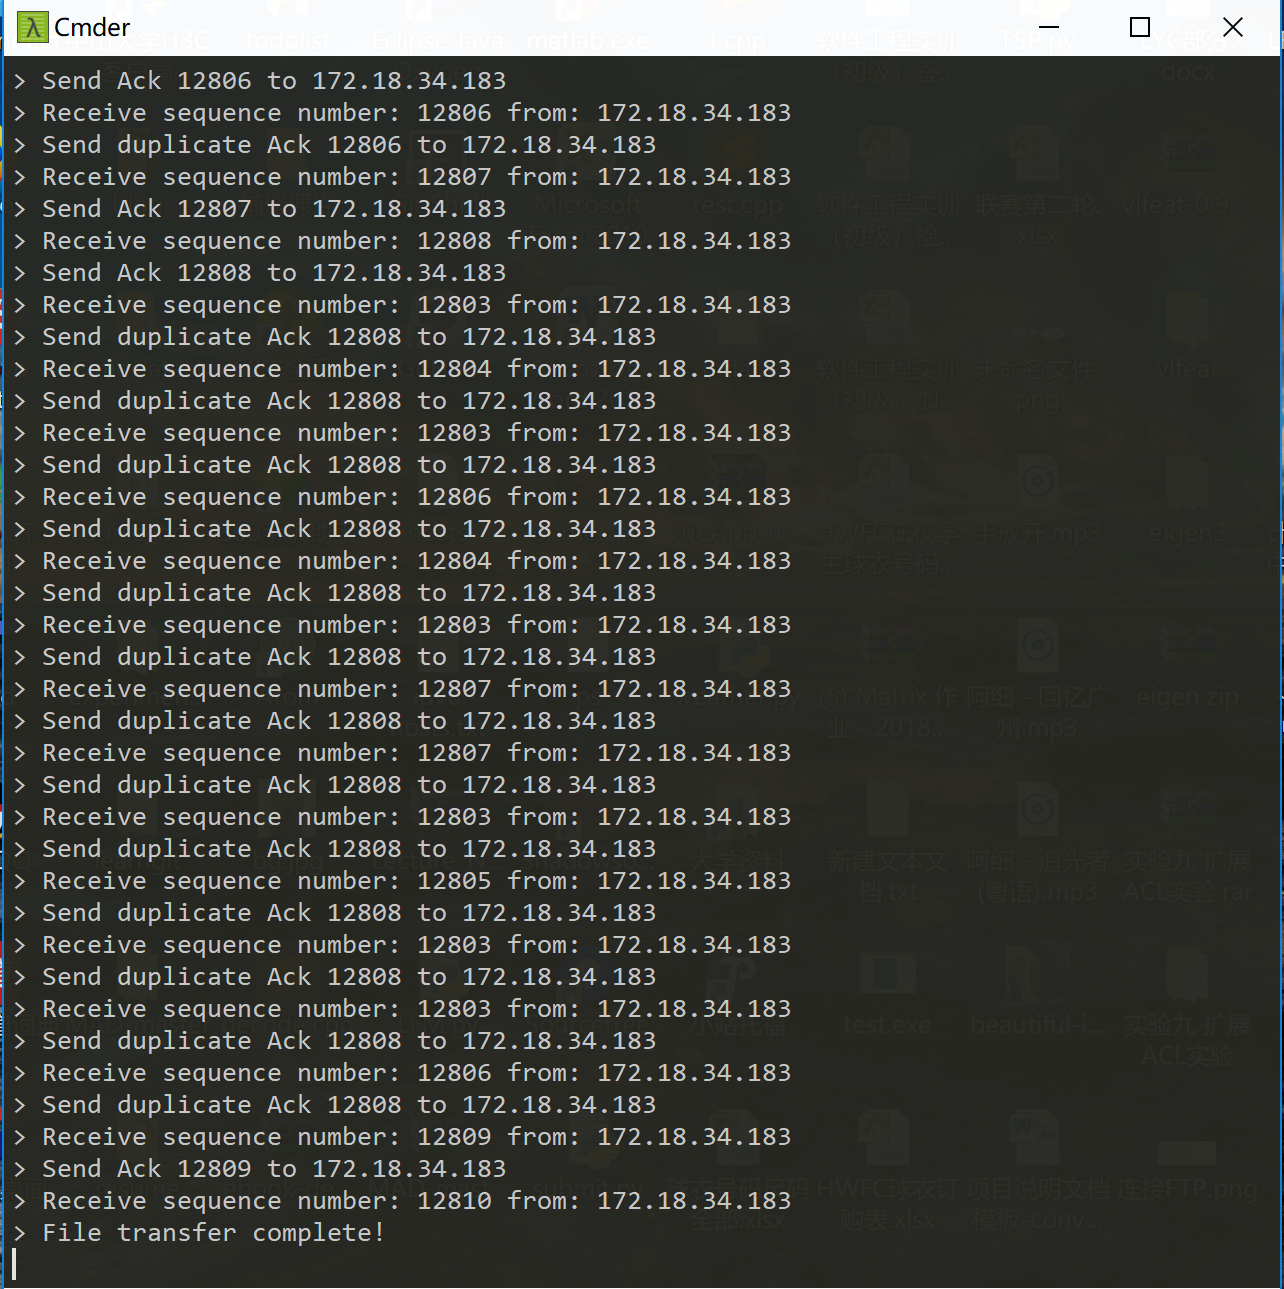 Cmder
> Send Ack 12806 to 172.18.34.183
> Receive sequence number: 12806 from: 172.18.34.183
> Send duplicate Ack 12806 to 172.18.34.183
> Receive sequence number: 12807 from: 172.18.34.183
> Send Ack 12807 to 172.18.34.183
> Receive sequence number: 12808 from: 172.18.34.183
> Send Ack 12808 to 172.18.34.183
> Receive sequence number: 12803 from: 172.18.34.183
> Send duplicate Ack 12808 to 172.18.34.183
> Receive sequence number: 12804 from: 172.18.34.183
> Send duplicate Ack 12808 to 172.18.34.183
> Receive sequence number: 12803 from: 172.18.34.183
> Send duplicate Ack 12808 to 172.18.34.183
> Receive sequence number: 12806 from: 172.18.34.183
> Send duplicate Ack 12808 to 172.18.34.183
> Receive sequence number: 12804 from: 172.18.34.183
> Send duplicate Ack 12808 to 172.18.34.183
> Receive sequence number: 12803 from: 172.18.34.183
> Send duplicate Ack 12808 to 172.18.34.183
> Receive sequence number: 12807 from: 172.18.34.183
> Send duplicate Ack 12808 to 172.18.34.183
> Receive sequence number: 12807 from: 172.18.34.183
> Send duplicate Ack 12808 to 172.18.34.183
> Receive sequence number: 12803 from: 172.18.34.183
> Send duplicate Ack 12808 to 172.18.34.183
> Receive sequence number: 12805 from: 172.18.34.183
> Send duplicate Ack 12808 to 172.18.34.183
> Receive sequence number: 12803 from: 172.18.34.183
> Send duplicate Ack 12808 to 172.18.34.183
> Receive sequence number: 12803 from: 172.18.34.183
> Send duplicate Ack 12808 to 172.18.34.183
> Receive sequence number: 12806 from: 172.18.34.183
> Send duplicate Ack 12808 to 172.18.34.183
> Receive sequence number: 12809 from: 172.18.34.183
> Send Ack 12809 to 172.18.34.183
> Receive sequence number: 12810 from: 172.18.34.183
> File transfer complete!